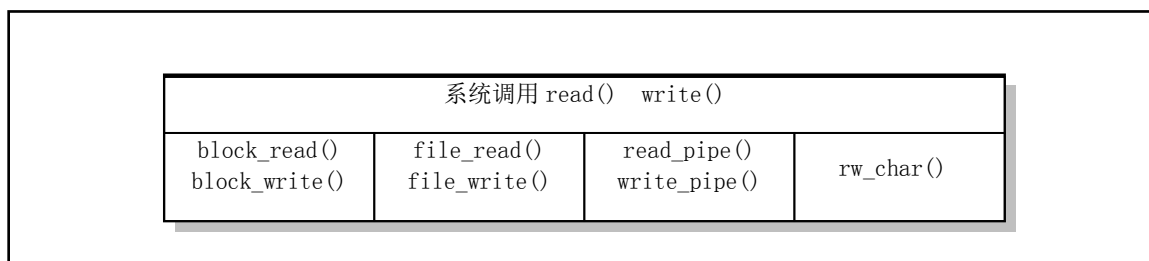 系统调用 read()  write()
block_read()
block_write()
file_read()
file_write()
read_pipe()
write_pipe()
rw_char()